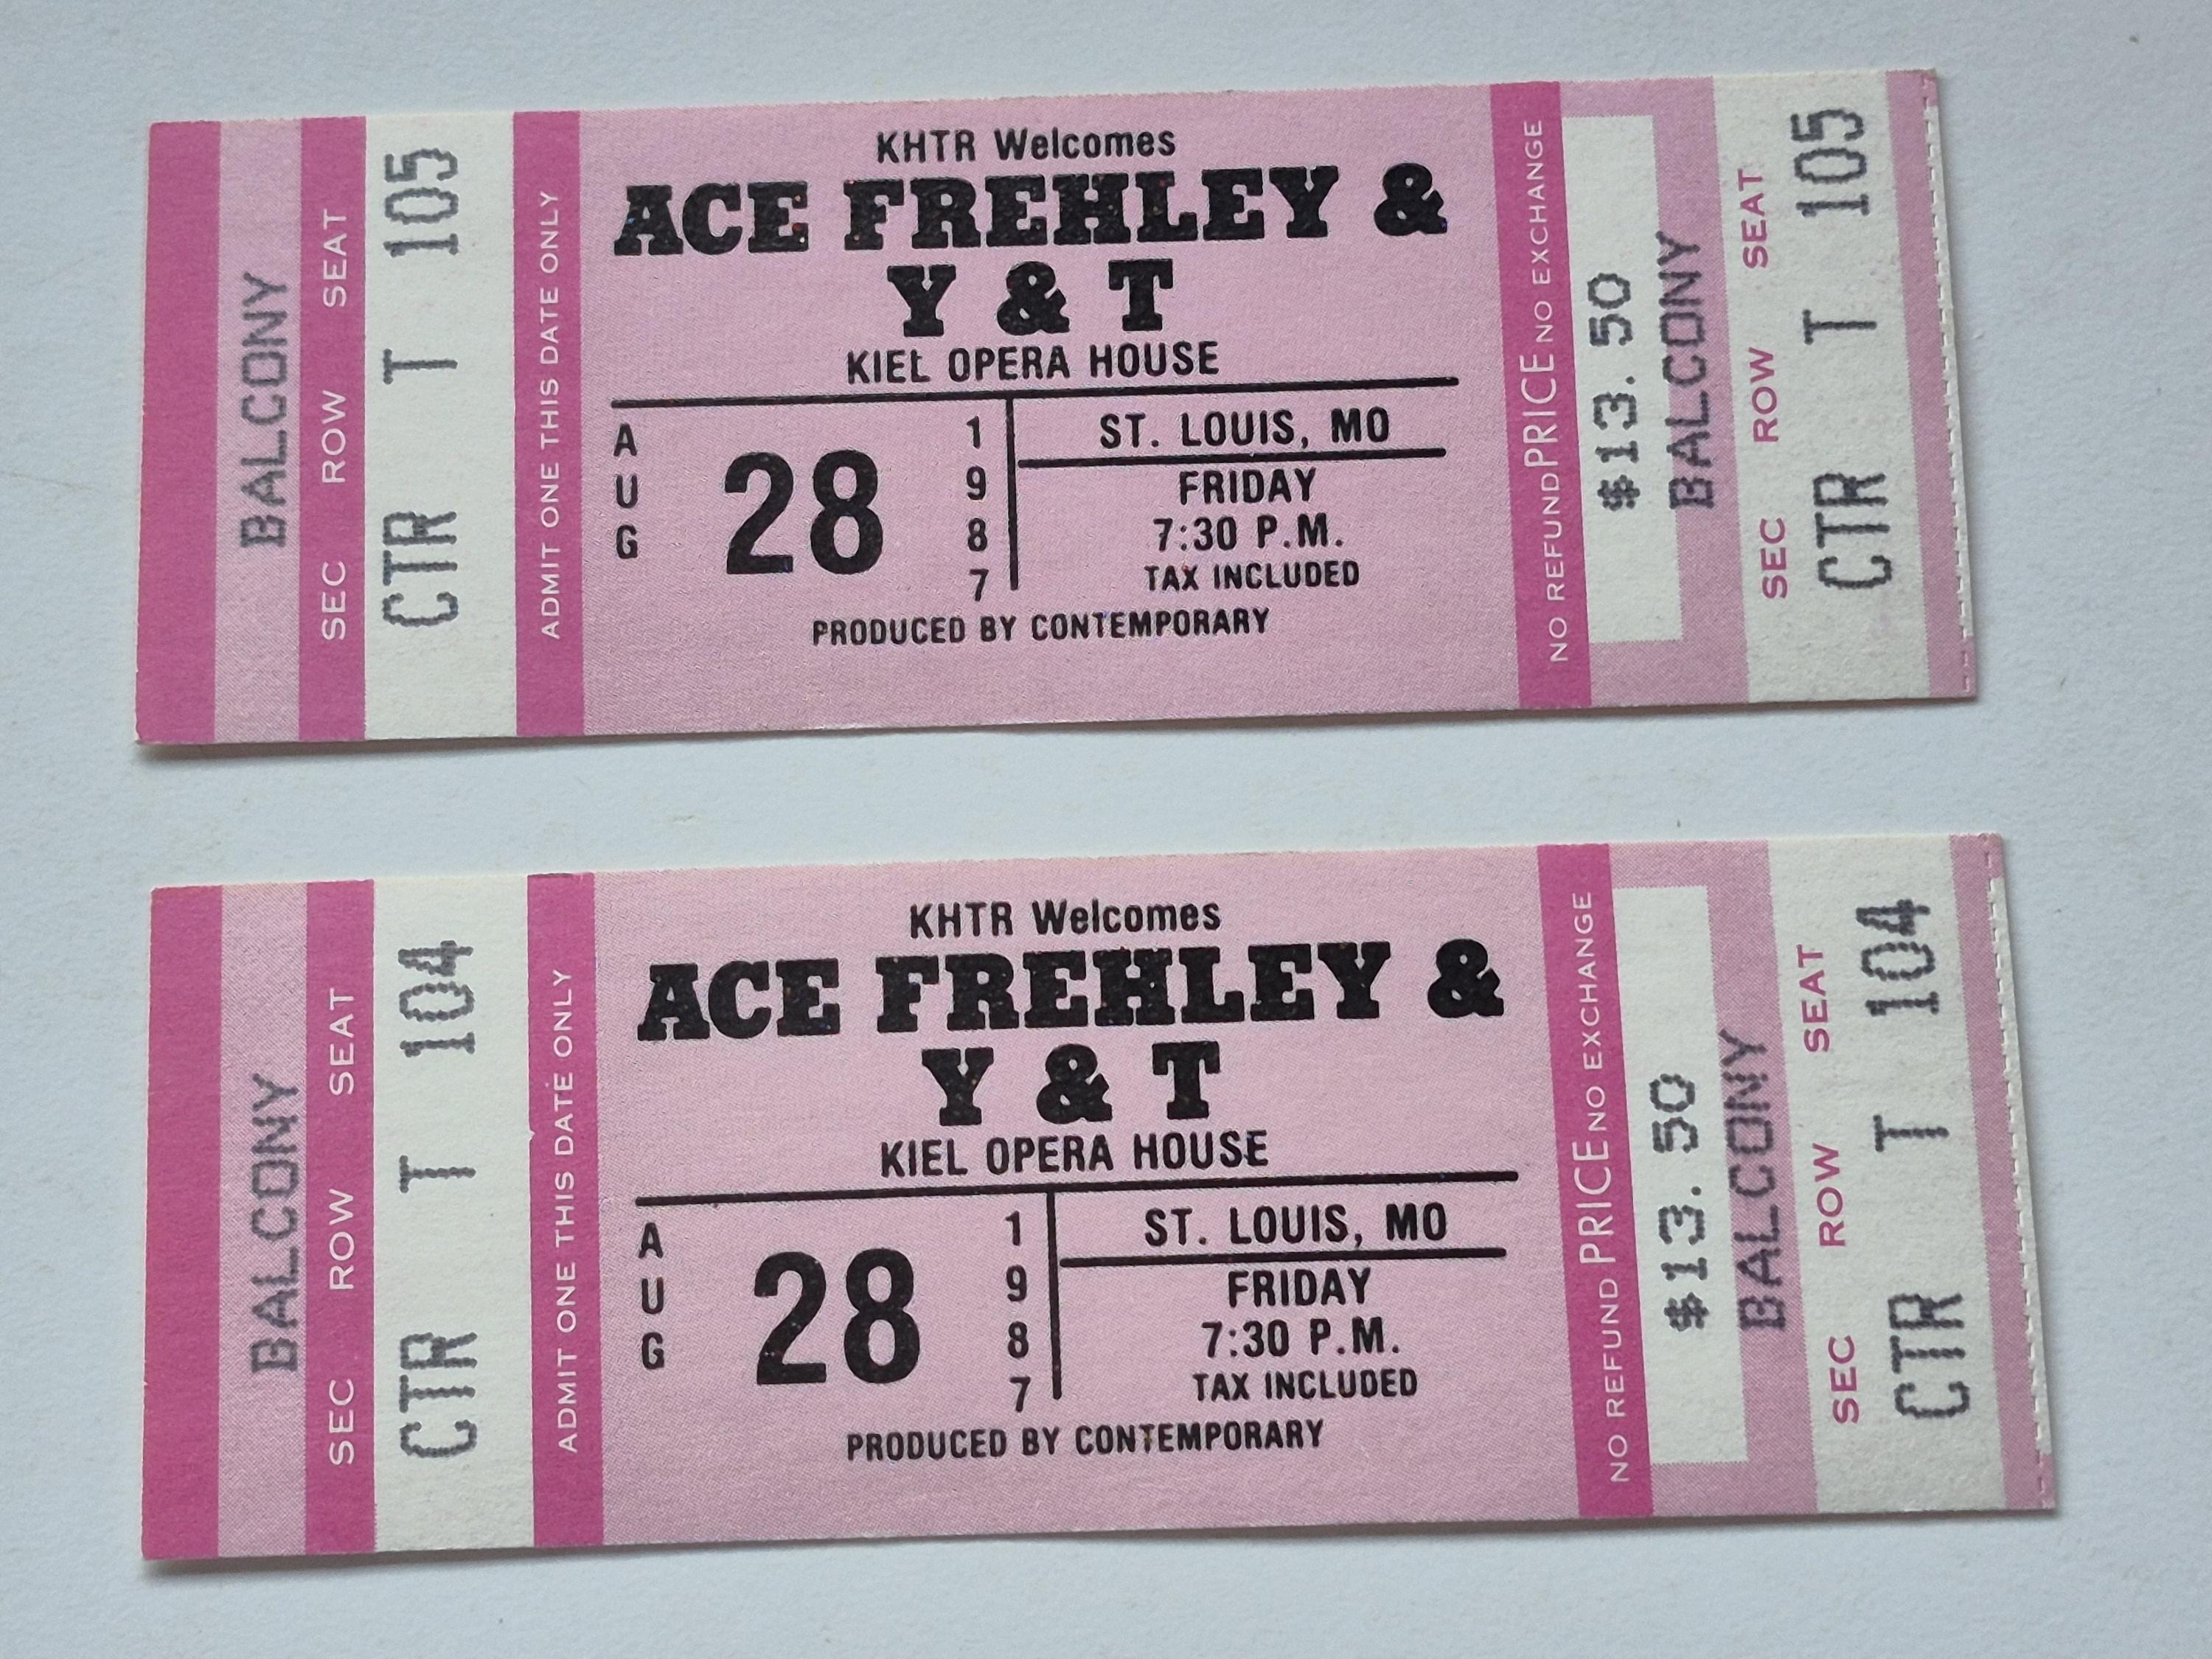 BALCONY
SEC ROW SEAT
CTR T 105
ADMIT ONE THIS DATE ONLY
KHTR Welcomes
ACE FREHLEY &
Y & T
KIEL OPERA HOUSE
AUG 28 1987
ST. LOUIS, MO
FRIDAY
7:30 P.M.
TAX INCLUDED
PRODUCED BY CONTEMPORARY
NO REFUND PRICE NO EXCHANGE
$13.50
BALCONY
SEC ROW SEAT
CTR T 105
BALCONY
SEC ROW SEAT
CTR T 104
ADMIT ONE THIS DATE ONLY
KHTR Welcomes
ACE FREHLEY &
Y & T
KIEL OPERA HOUSE
AUG 28 1987
ST. LOUIS, MO
FRIDAY
7:30 P.M.
TAX INCLUDED
PRODUCED BY CONTEMPORARY
NO REFUND PRICE NO EXCHANGE
$13.50
BALCONY
SEC ROW SEAT
CTR T 104